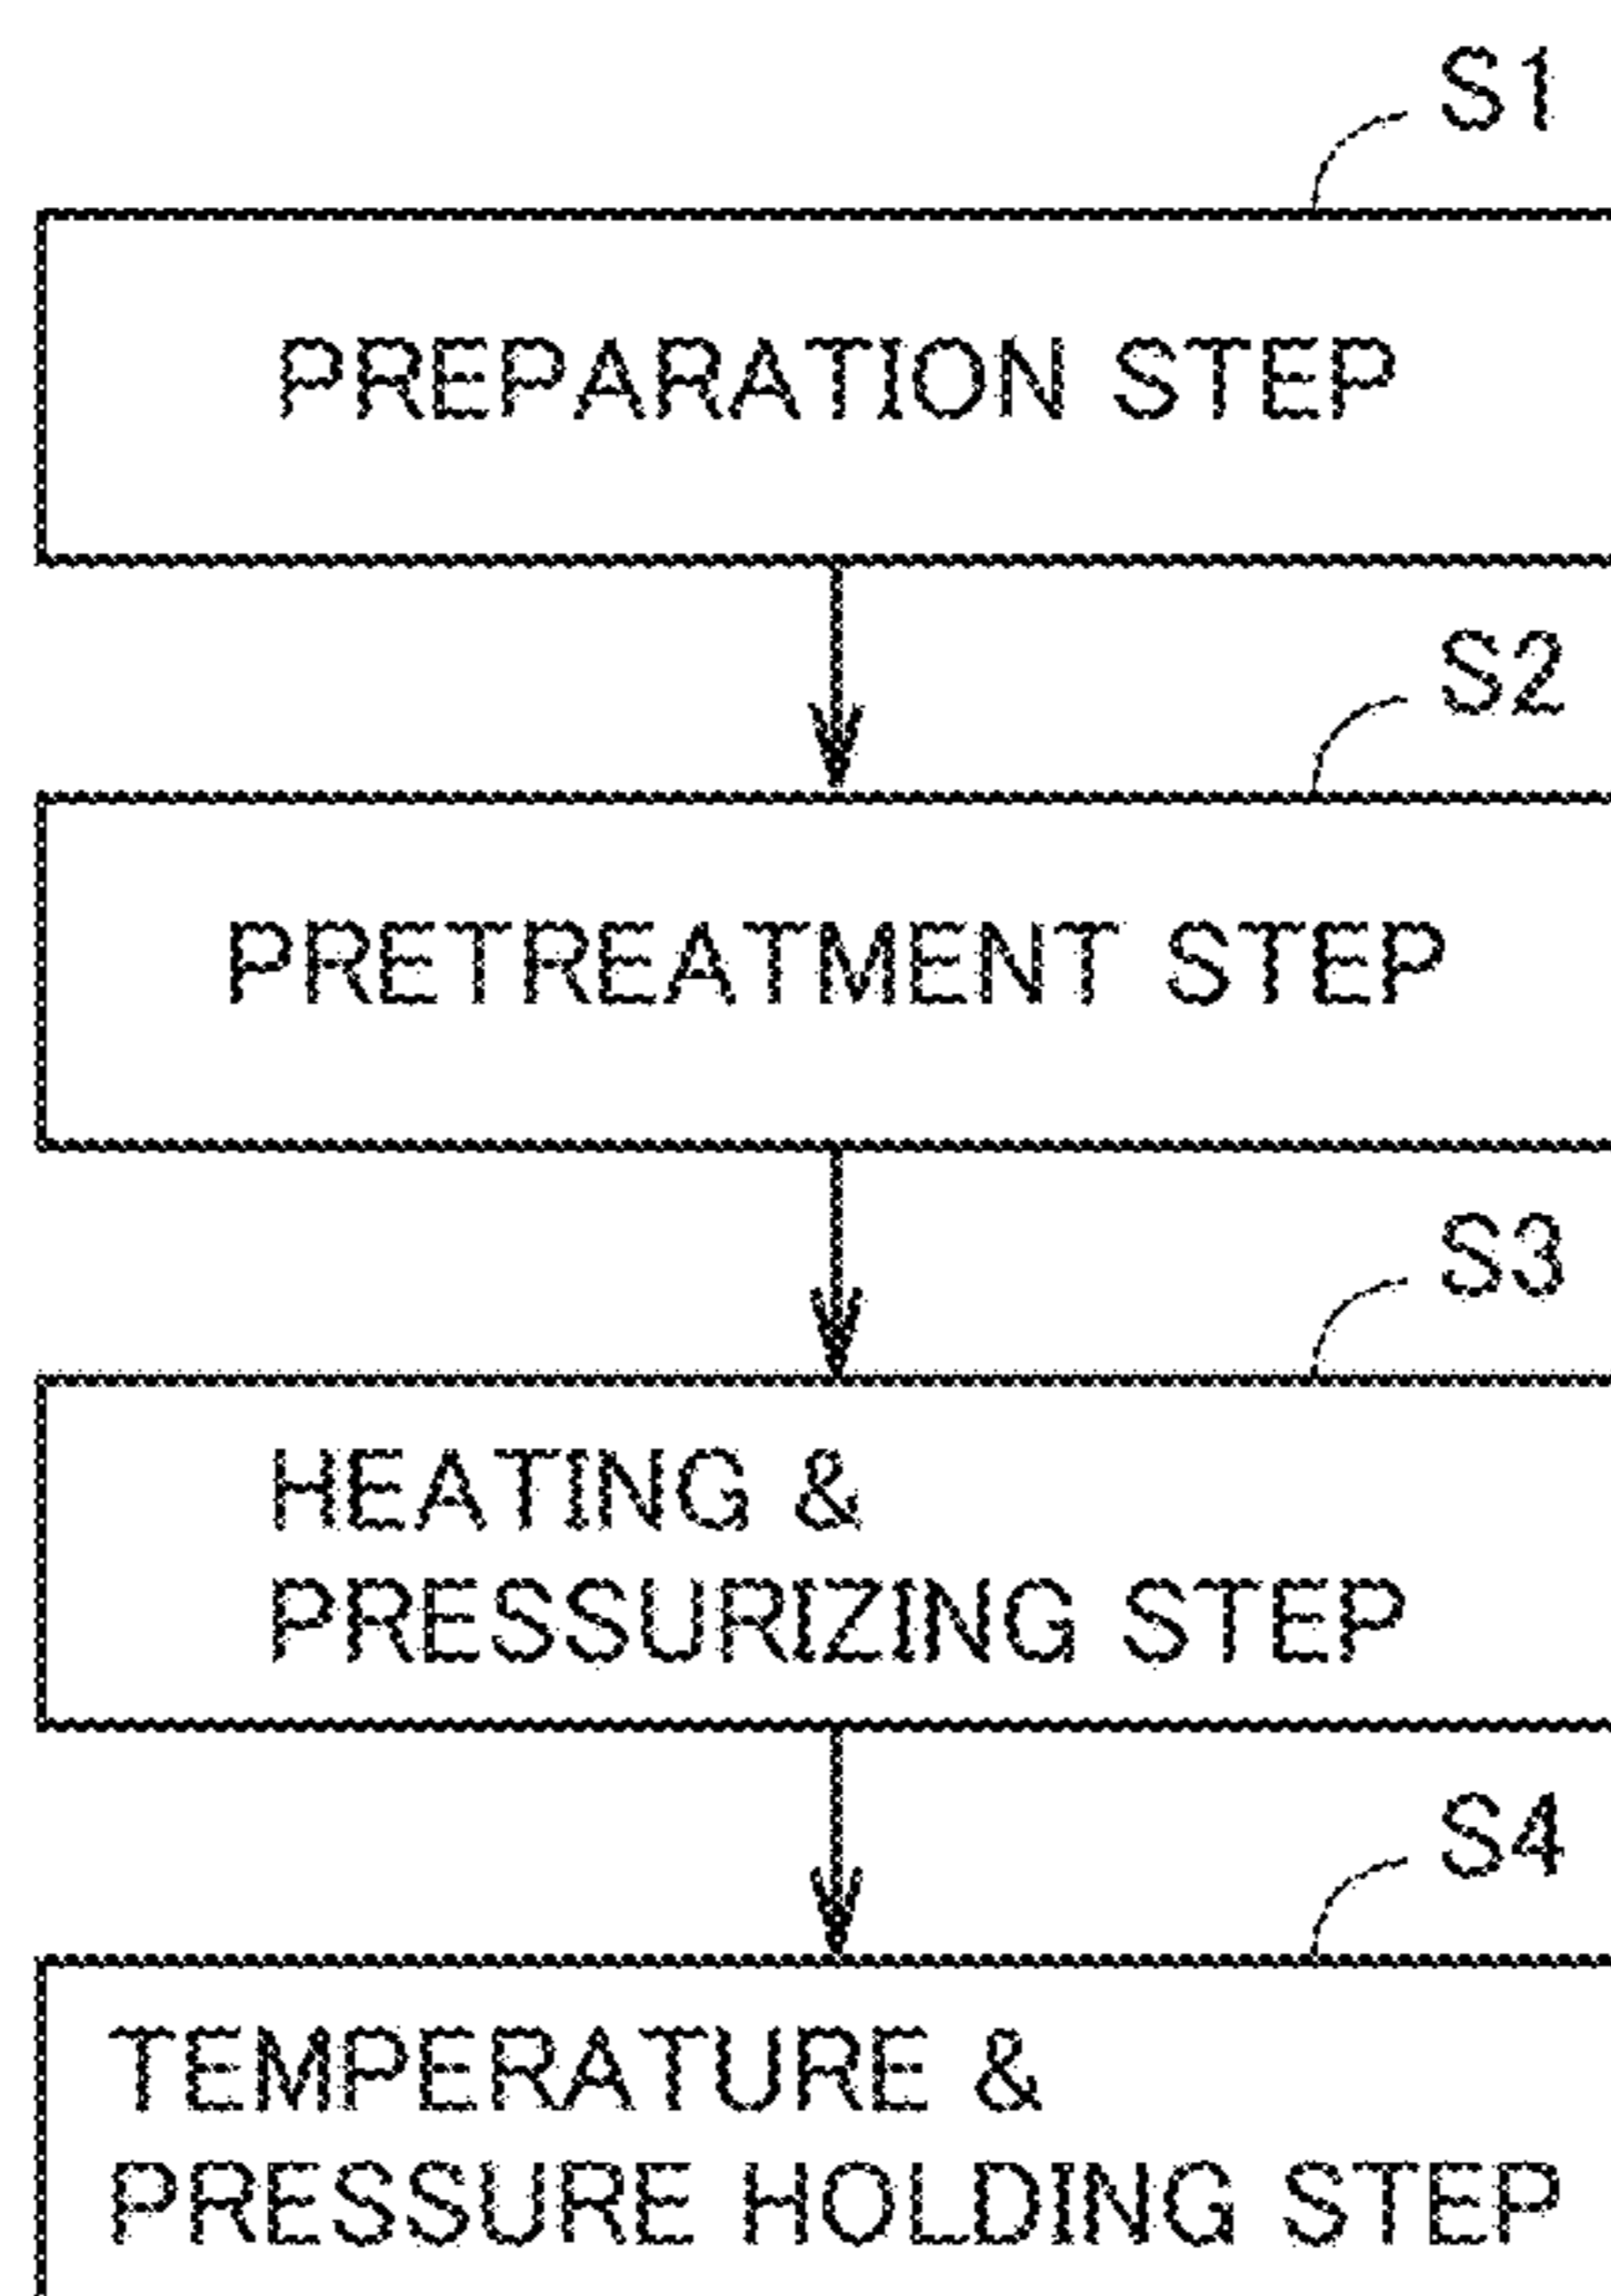 S1
PREPARATION STEP
S2
PRETREATMENT STEP
S3
HEATING &
PRESSURIZING STEP
S4
TEMPERATURE &
PRESSURE HOLDING STEP